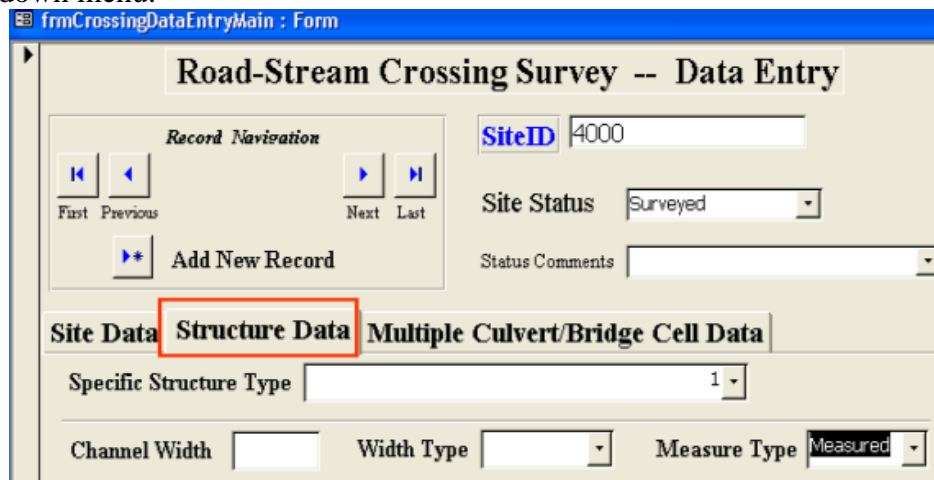 down menu.
frmCrossingDataEntryMain : Form
Road-Stream Crossing Survey -- Data Entry
Record Navigation
First Previous Next Last
Add New Record
SiteID 4000
Site Status Surveyed
Status Comments
Site Data Structure Data Multiple Culvert/Bridge Cell Data
Specific Structure Type 1
Channel Width Width Type Measure Type Measured